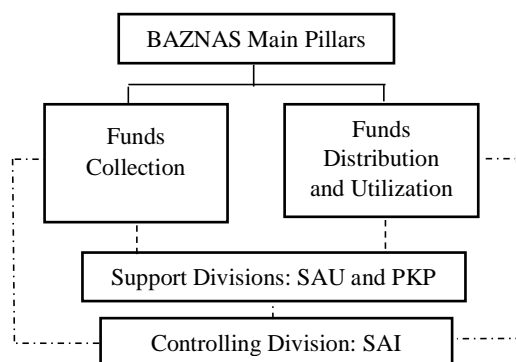 BAZNAS Main Pillars
Funds
Collection
Funds
Distribution
and Utilization
Support Divisions: SAU and PKP
Controlling Division: SAI